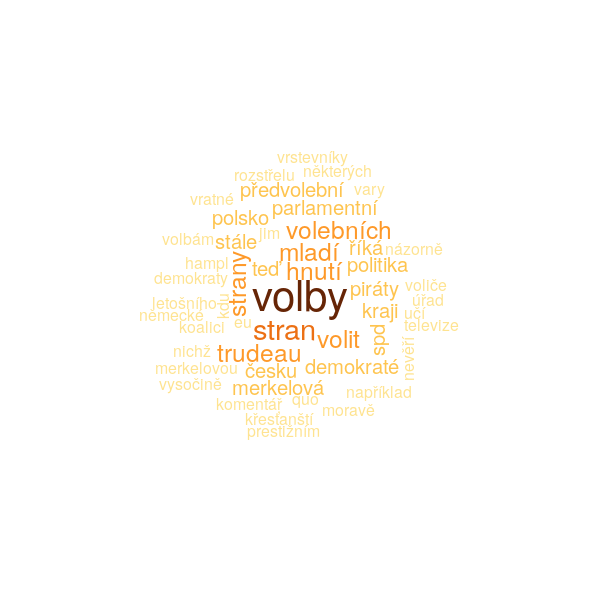 vrstevníky
rozstřelu některých
předvolební vary
vratné parlamentní
polsko
volebních
volbám stále jim
mladí říká názorně
hampl teď hnutí politika
demokraty
strany volby piráty voliče
letošního kdu úřad
německé kraji učí
koalici eu stran volit televize
spd
nichž trudeau nevěří
merkelovou česku demokraté
vysočině merkelová
například
komentář quo
moravě
křesťanští
prestižním